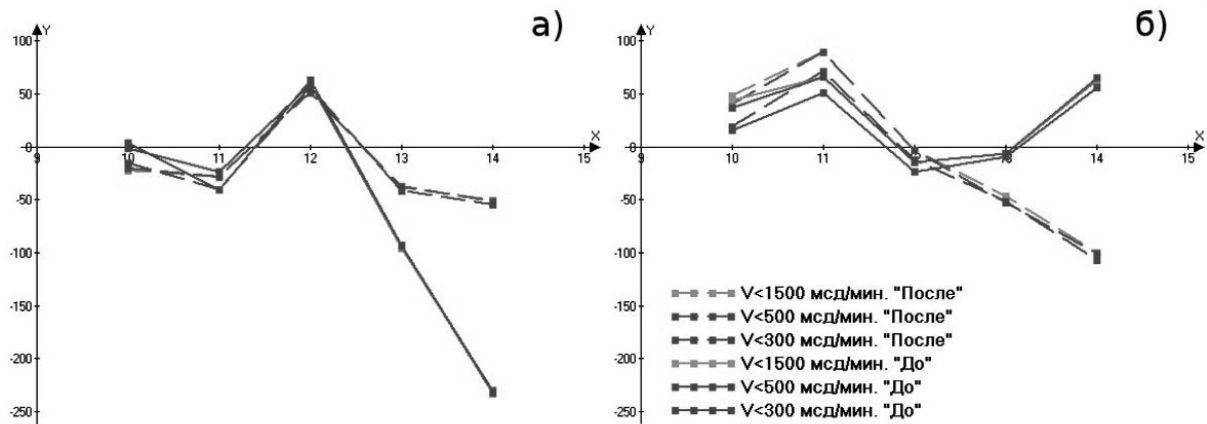 а)
Y
100
50
0
-50
-100
-150
-200
-250
9
10
11
12
13
14
15
X
б)
Y
100
50
0
-50
-100
-150
-200
-250
9
10
11
12
13
14
15
X
V<1500 мсд/мин. "После"
V<500 мсд/мин. "После"
V<300 мсд/мин. "После"
V<1500 мсд/мин. "До"
V<500 мсд/мин. "До"
V<300 мсд/мин. "До"